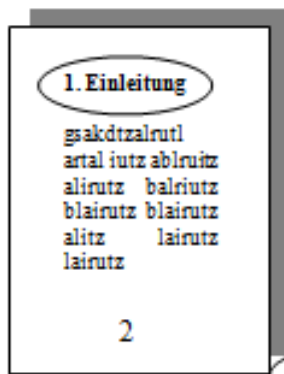 1. Einleitung
gsakdtzalrutl
artal iutz ablruitz
alirutz balriutz
blairutz blairutz
alitz lairutz
lairutz
2